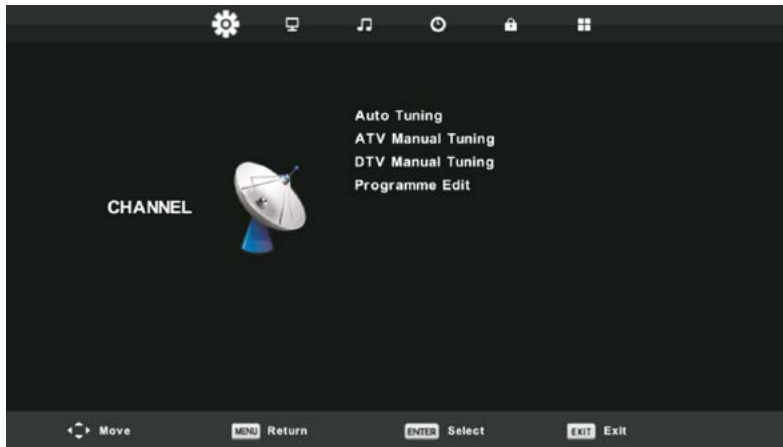 Auto Tuning
ATV Manual Tuning
DTV Manual Tuning
Programme Edit
CHANNEL
Move MENU Return ENTER Select EXIT Exit